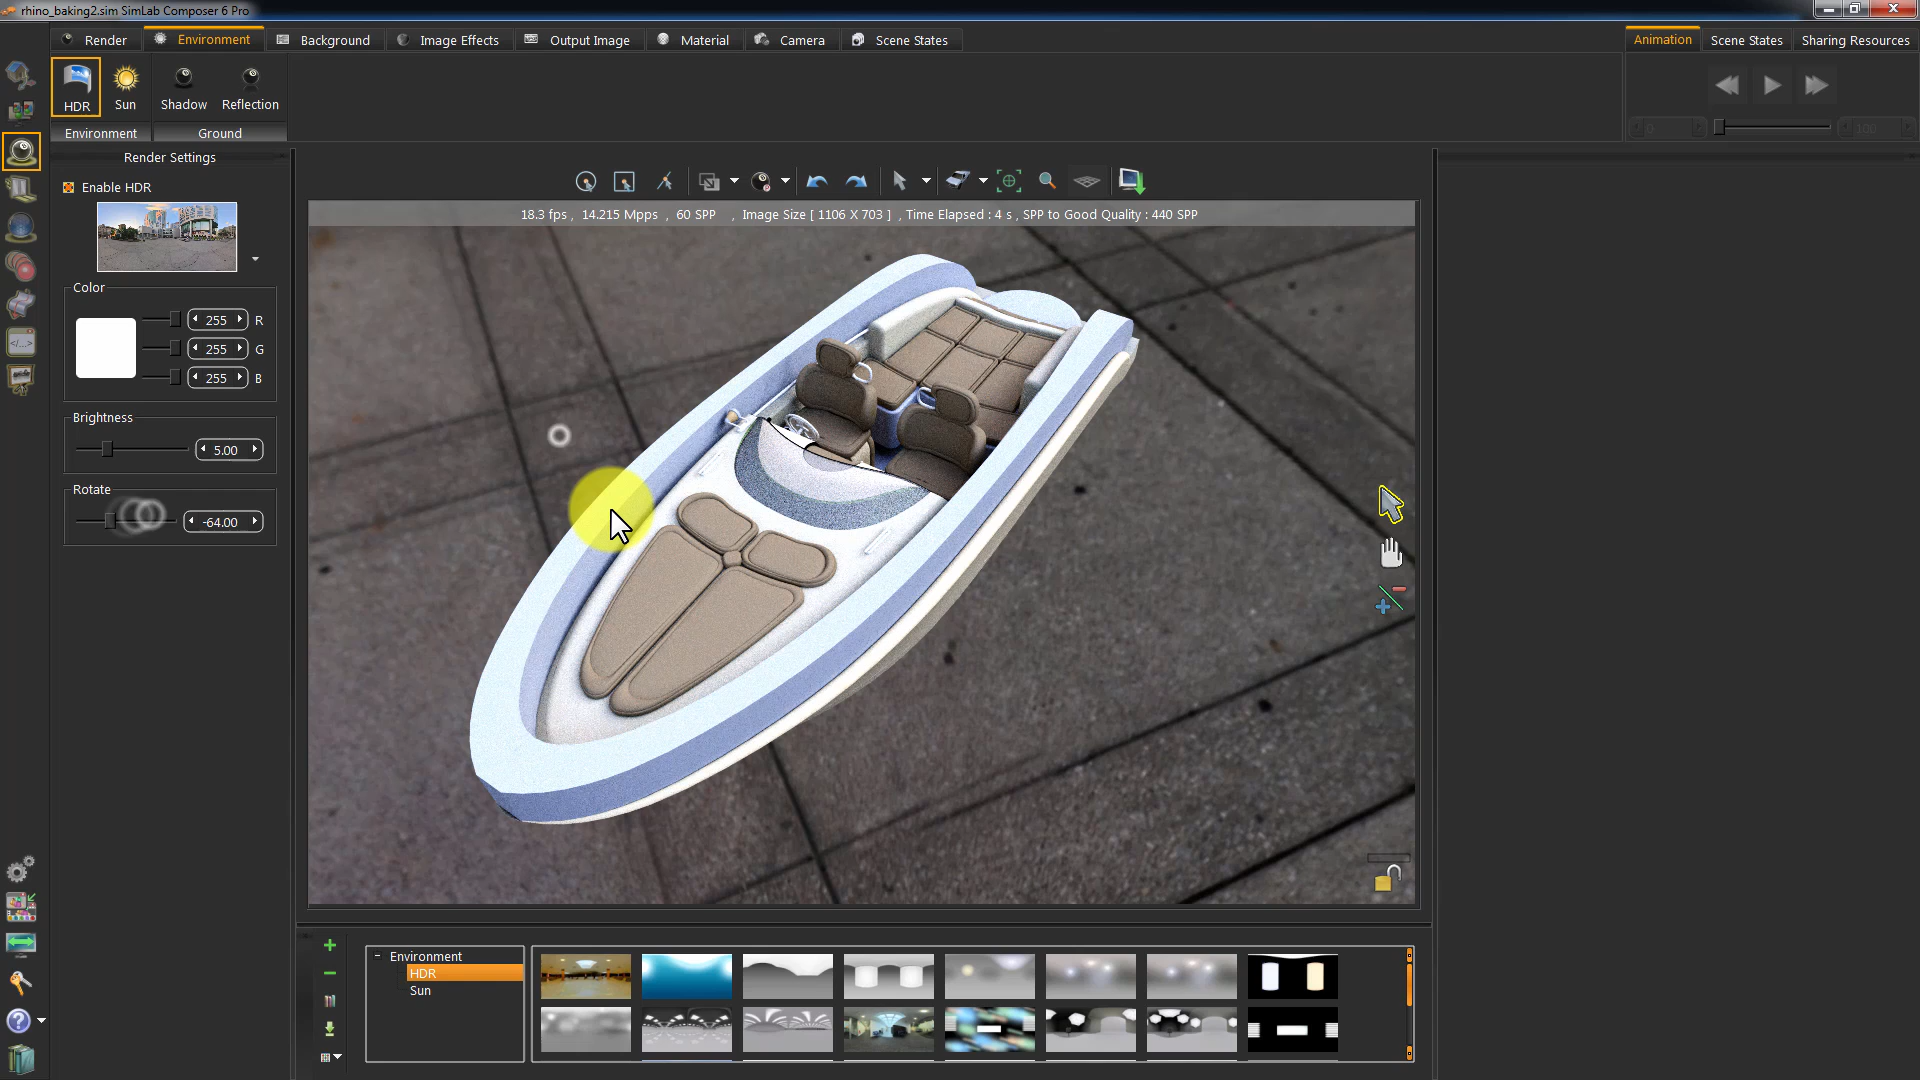 rhino_baking2.sim SimLab Composer 6 Pro
Render
Environment
Background
Image Effects
Output Image
Material
Camera
Scene States
Animation
Scene States
Sharing Resources
HDR
Sun
Shadow
Reflection
Environment
Ground
0
100
Render Settings
Enable HDR
18.3 fps , 14.215 Mpps , 60 SPP , Image Size [ 1106 X 703 ] , Time Elapsed : 4 s , SPP to Good Quality : 440 SPP
Color
255 R
255 G
255 B
Brightness
5.00
Rotate
-64.00
Environment
HDR
Sun